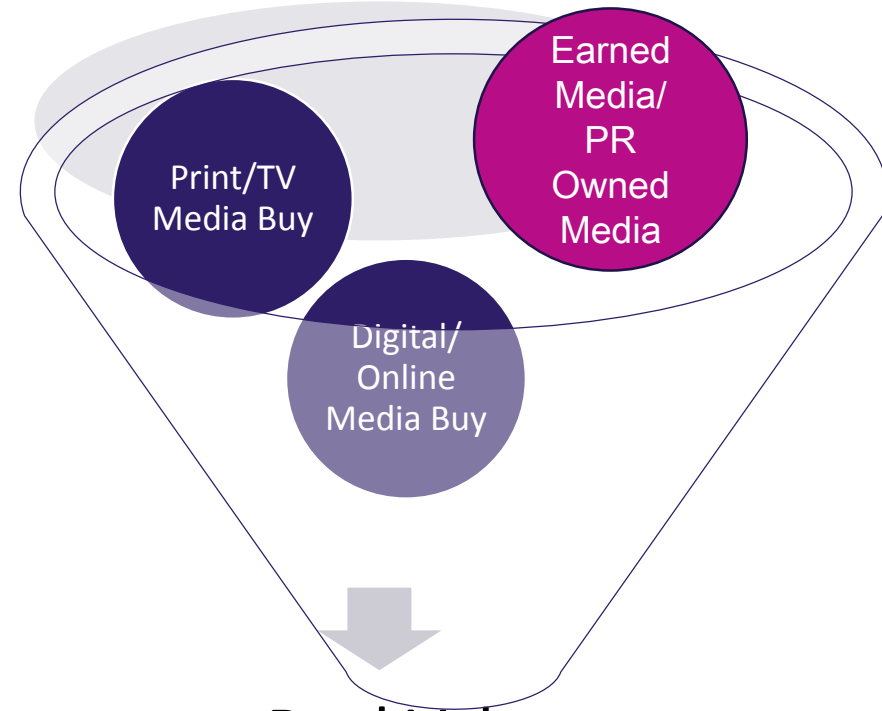 Earned
Media/
PR
Owned
Media
Print/TV
Media Buy
Digital/
Online
Media Buy